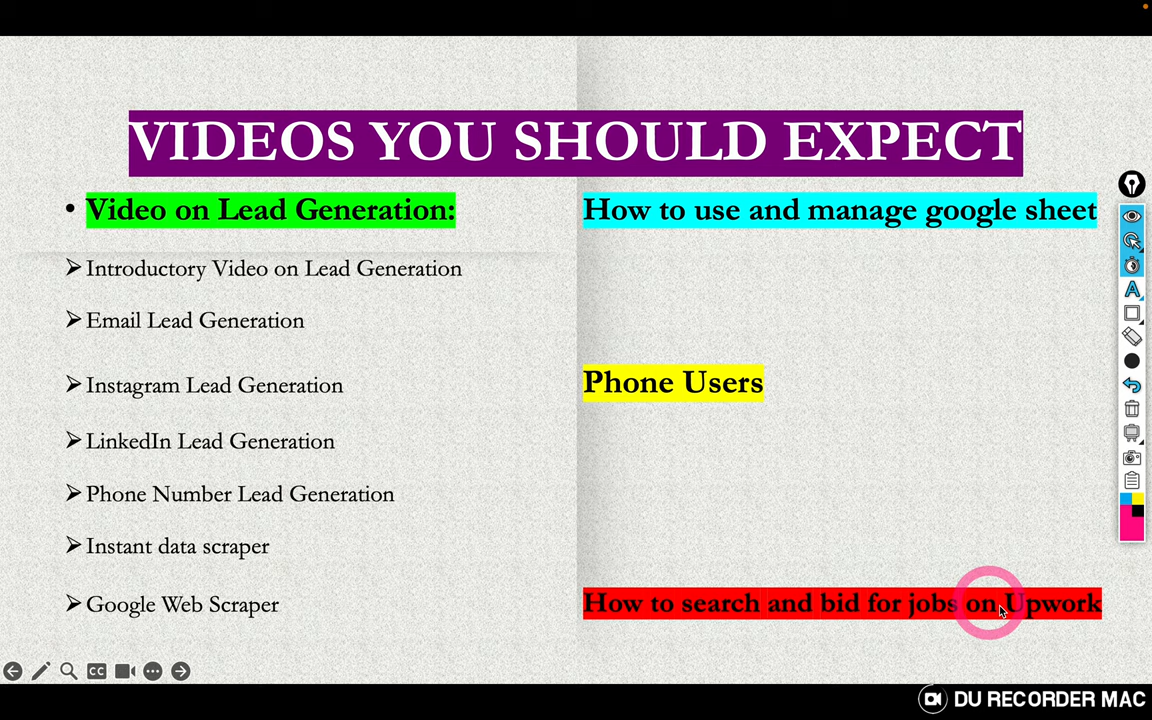 VIDEOS YOU SHOULD EXPECT
• Video on Lead Generation:
➢ Introductory Video on Lead Generation
➢ Email Lead Generation
➢ Instagram Lead Generation
➢ LinkedIn Lead Generation
➢ Phone Number Lead Generation
➢ Instant data scraper
➢ Google Web Scraper
How to use and manage google sheet
Phone Users
How to search and bid for jobs on Upwork
A
CC
DU RECORDER MAC